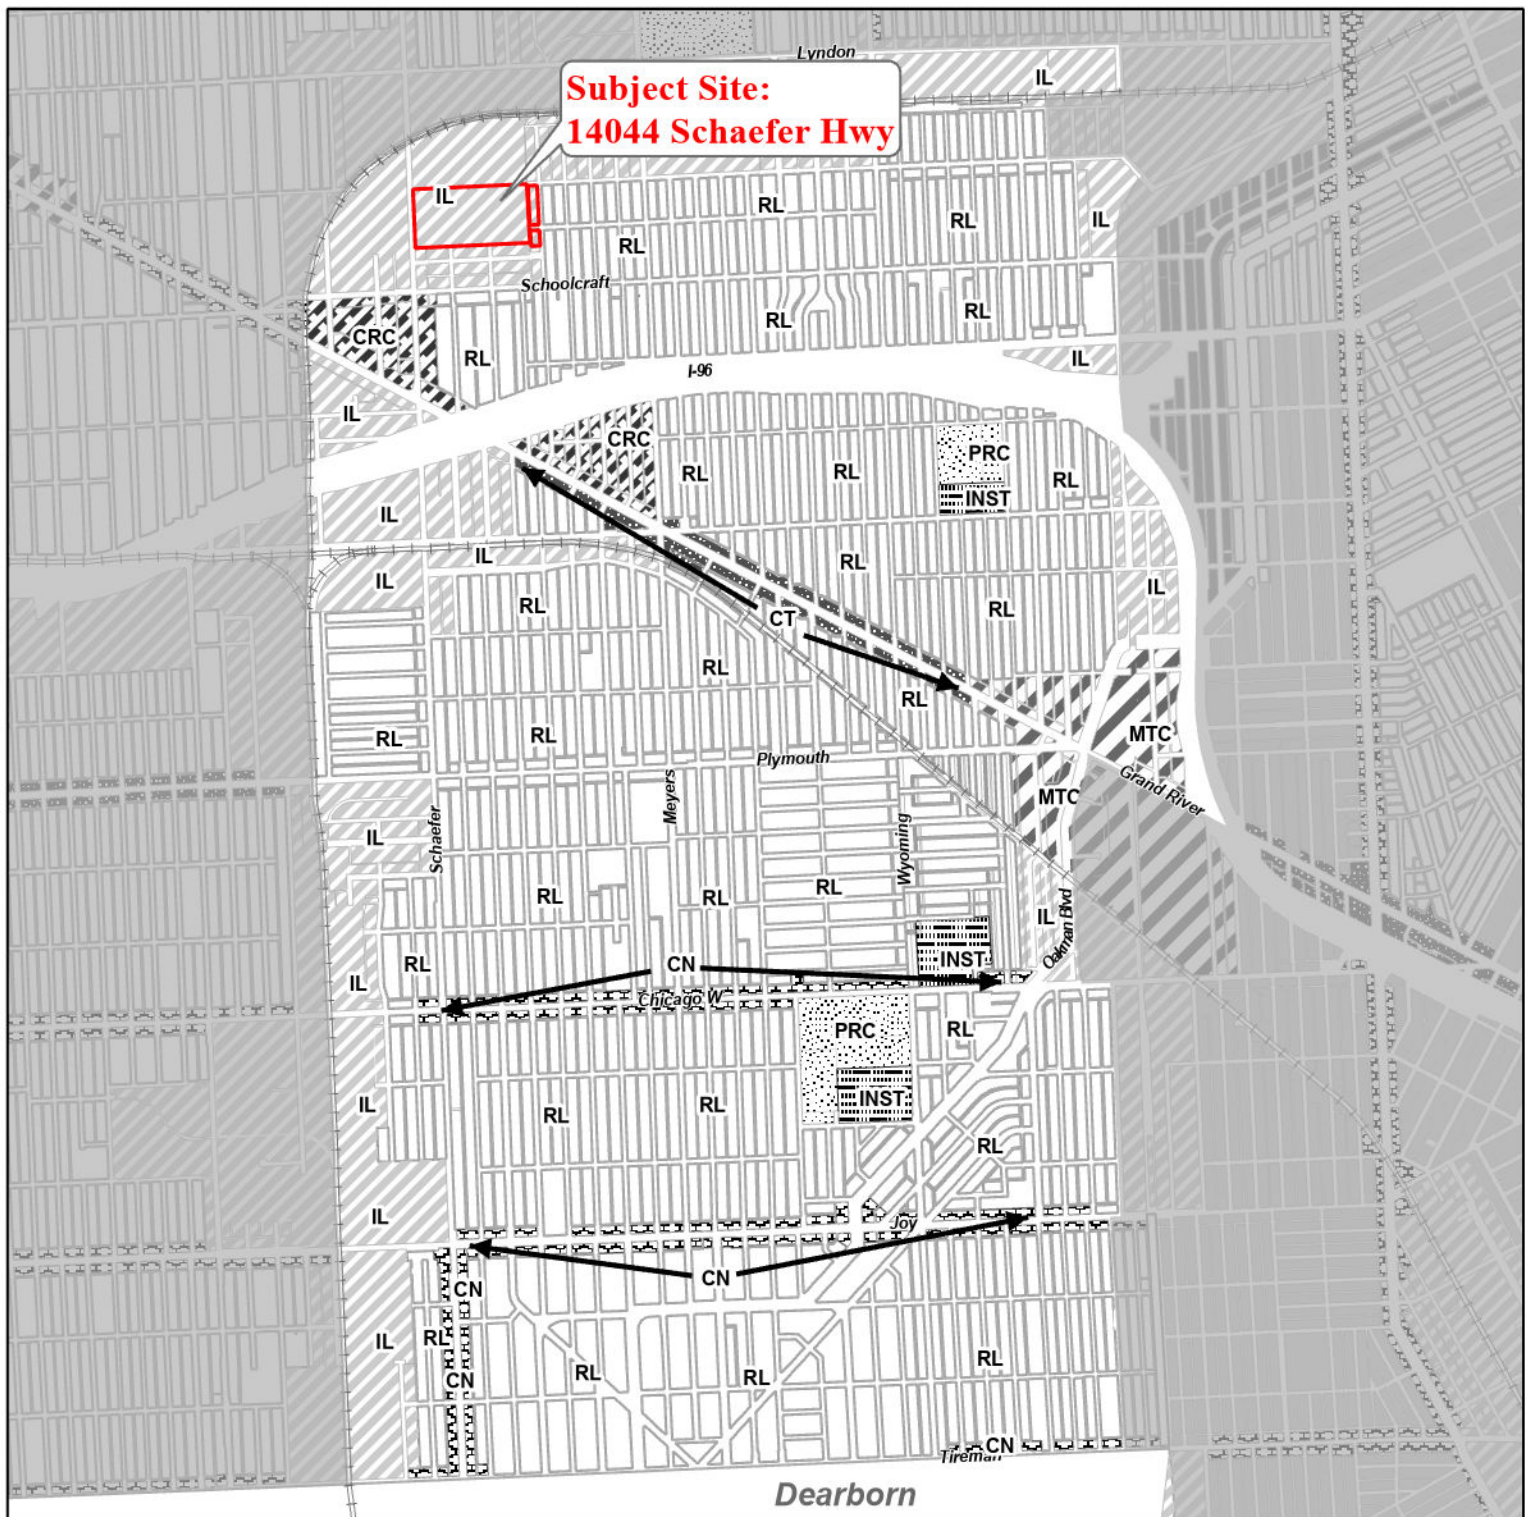 Lyndon
IL
Subject Site:
14044 Schaefer Hwy
IL
RL
RL
IL
RL
Schoolcraft
RL
RL
CRC
RL
IL
I-96
IL
CRC
PRC
RL
RL
RL
INST
IL
IL
RL
IL
IL
RL
RL
CT
RL
RL
MTC
RL
RL
Plymouth
Grand River
Meyers
MTC
IL
Schaefer
Wyoming
RL
RL
RL
IL
Oakman Blvd
INST
RL
CN
IL
Chicago W
PRC
RL
IL
RL
RL
INST
RL
IL
Joy
CN
CN
RL
IL
RL
RL
RL
CN
CN
Tireman
Dearborn